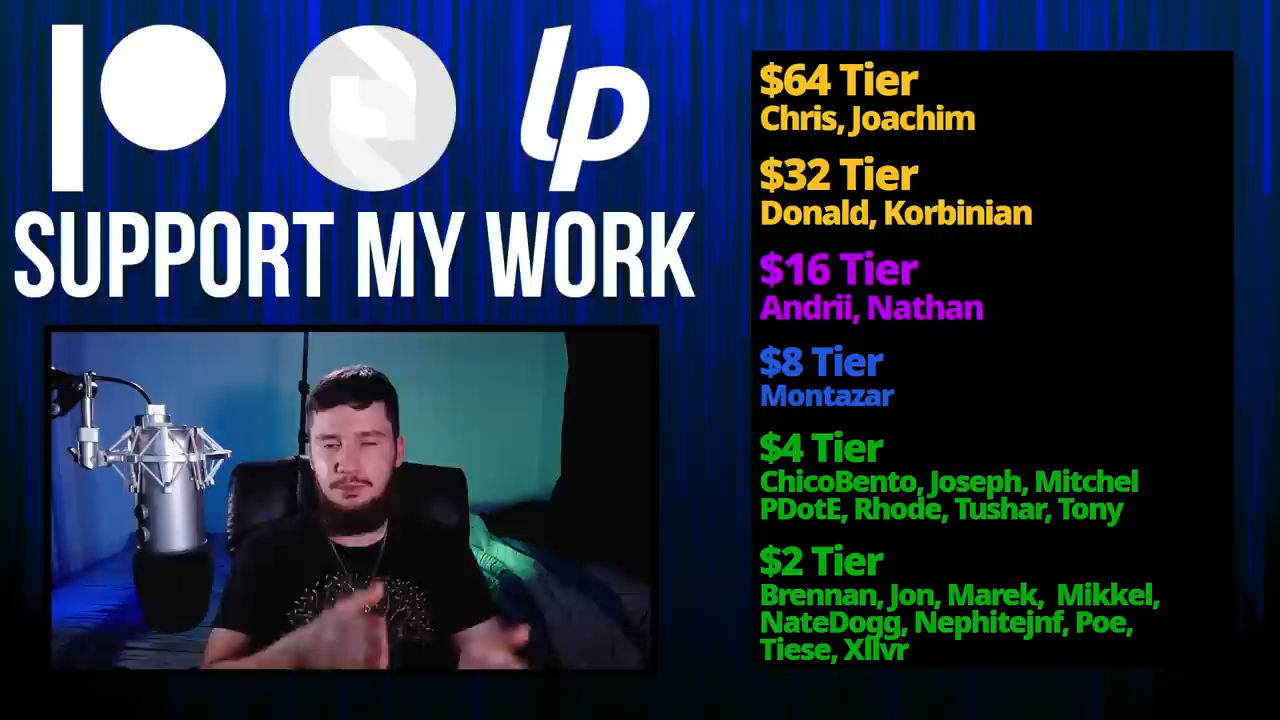 lp
SUPPORT MY WORK
$64 Tier
Chris, Joachim
$32 Tier
Donald, Korbinian
$16 Tier
Andrii, Nathan
$8 Tier
Montazar
$4 Tier
ChicoBento, Joseph, Mitchel
PDotE, Rhode, Tushar, Tony
$2 Tier
Brennan, Jon, Marek, Mikkel,
NateDogg, Nephitejnf, Poe,
Tiese, Xllvr